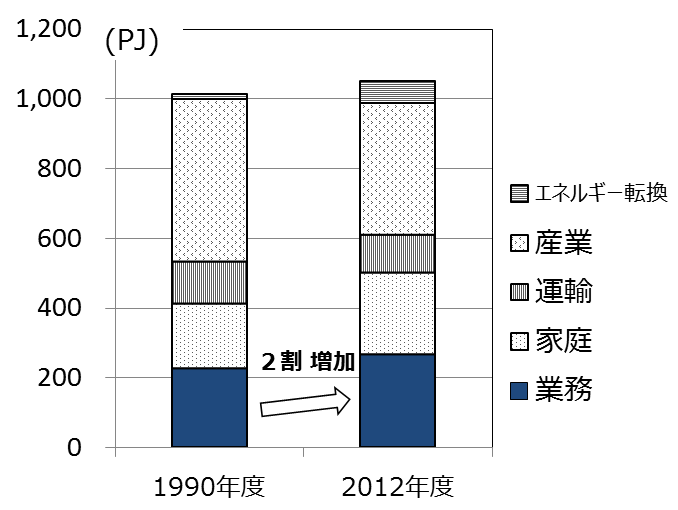 1,200
(PJ)
1,000
800
600
400
200
0
2割 増加
1990年度
2012年度
エネルギー転換
産業
運輸
家庭
業務